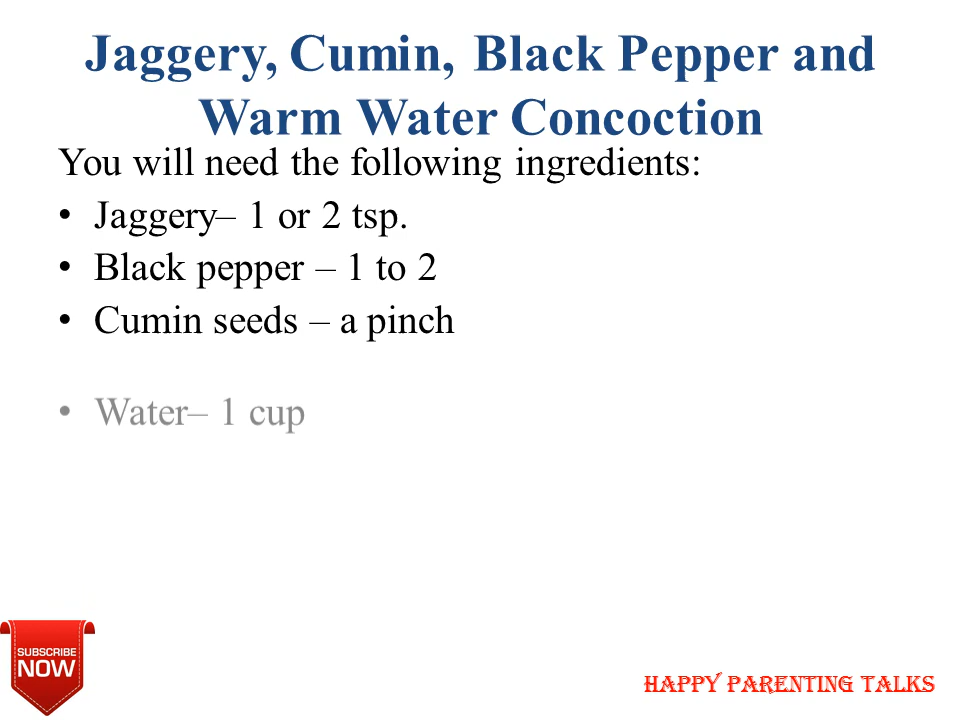 Jaggery, Cumin, Black Pepper and
Warm Water Concoction
You will need the following ingredients:
• Jaggery– 1 or 2 tsp.
• Black pepper – 1 to 2
• Cumin seeds – a pinch
• Water– 1 cup
SUBSCRIBE
NOW
HAPPY PARENTING TALKS